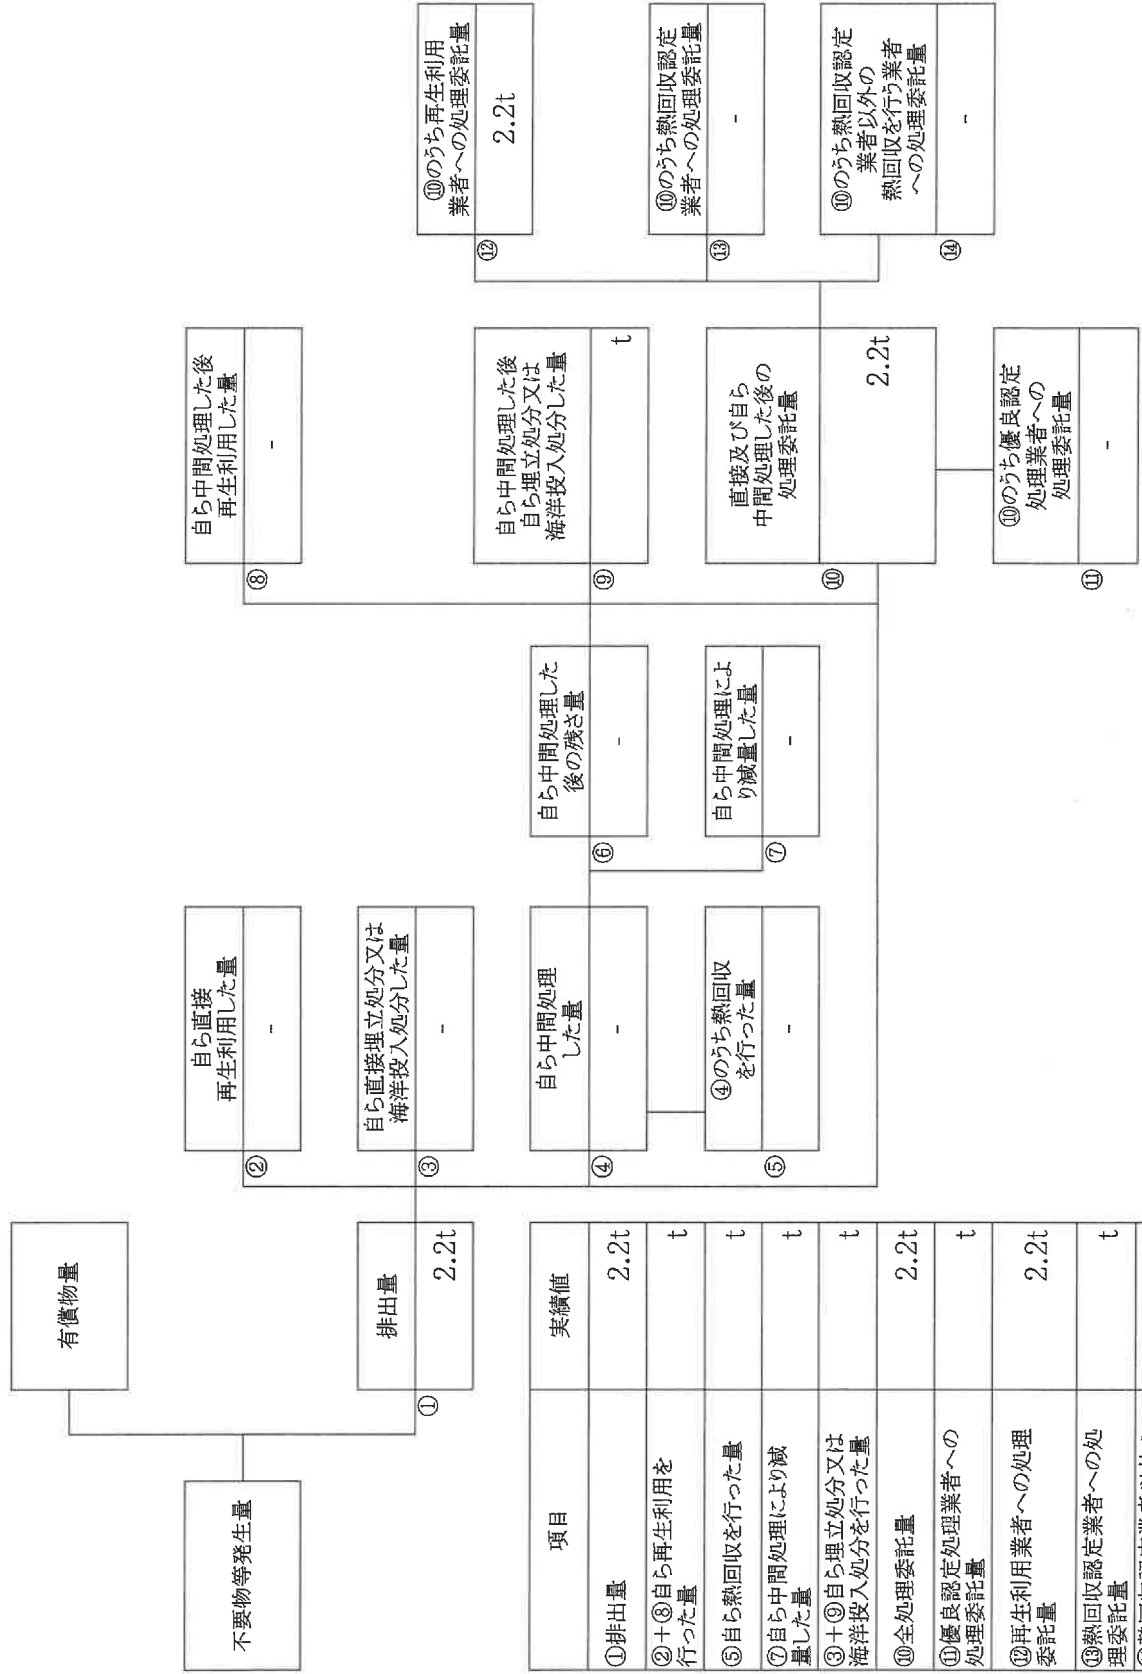 不要物等発生量
有償物量
排出量
①
2.2t
自ら直接
再生利用した量
②
-
自ら直接埋立処分又は
海洋投入処分した量
③
-
自ら中間処理
した量
④
-
④のうち熱回収
を行った量
⑤
-
自ら中間処理した
後の残さ量
⑥
-
自ら中間処理によ
り減量した量
⑦
-
自ら中間処理した後
再生利用した量
⑧
-
自ら中間処理した後
自ら埋立処分又は
海洋投入処分した量
⑨
t
直接及び自ら
中間処理した後の
処理委託量
⑩
2.2t
⑩のうち優良認定
処理業者への
処理委託量
⑪
-
⑩のうち再生利用
業者への処理委託量
⑫
2.2t
⑩のうち熱回収認定
業者への処理委託量
⑬
-
⑩のうち熱回収認定
業者以外の
熱回収を行う業者
への処理委託量
⑭
-
項目 実績値
①排出量 2.2t
②+⑧自ら再生利用を
行った量 t
⑤自ら熱回収を行った量 t
⑦自ら中間処理により減
量した量 t
③+⑨自ら埋立処分又は
海洋投入処分を行った量 t
⑩全処理委託量 2.2t
⑪優良認定処理業者への
処理委託量 t
⑫再生利用業者への処理
委託量 2.2t
⑬熱回収認定業者への処
理委託量 t